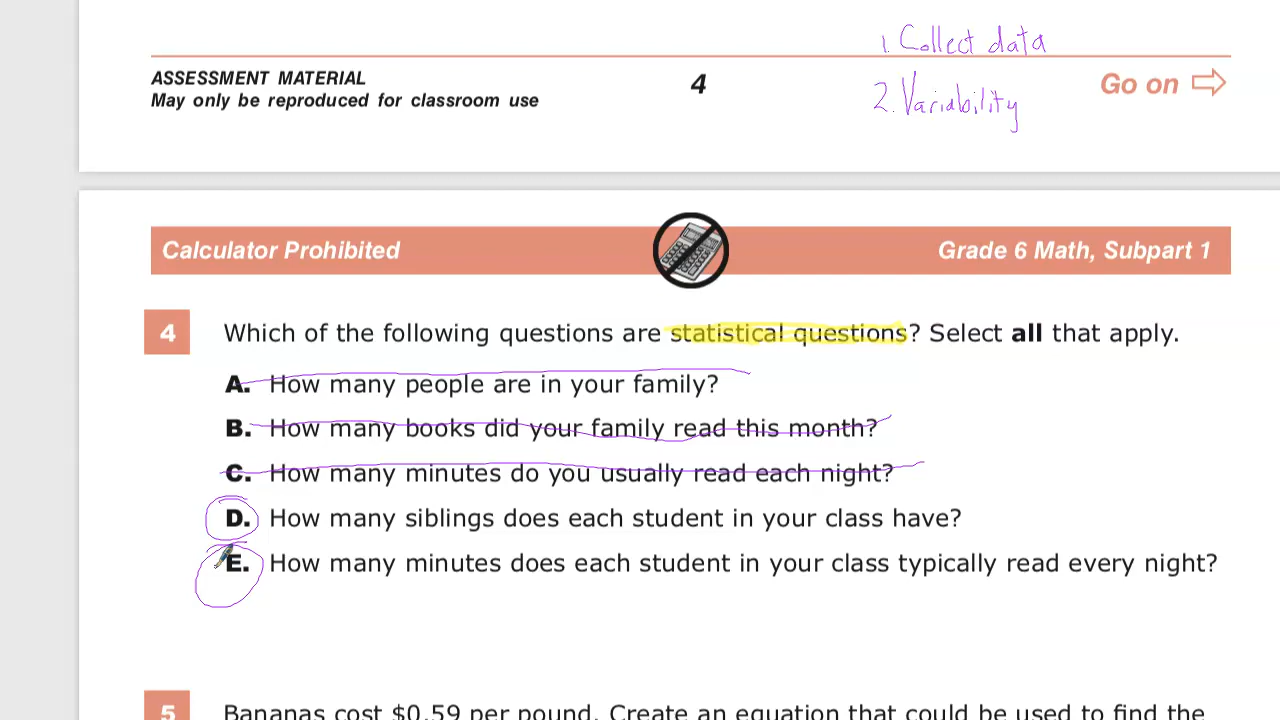 1. Collect data
ASSESSMENT MATERIAL
May only be reproduced for classroom use
4
2. Variability
Go on
Calculator Prohibited
Grade 6 Math, Subpart 1
4 Which of the following questions are statistical questions? Select all that apply.
A. How many people are in your family?
B. How many books did your family read this month?
C. How many minutes do you usually read each night?
D. How many siblings does each student in your class have?
E. How many minutes does each student in your class typically read every night?
5 Bananas cost $0.59 per pound. Create an equation that could be used to find the